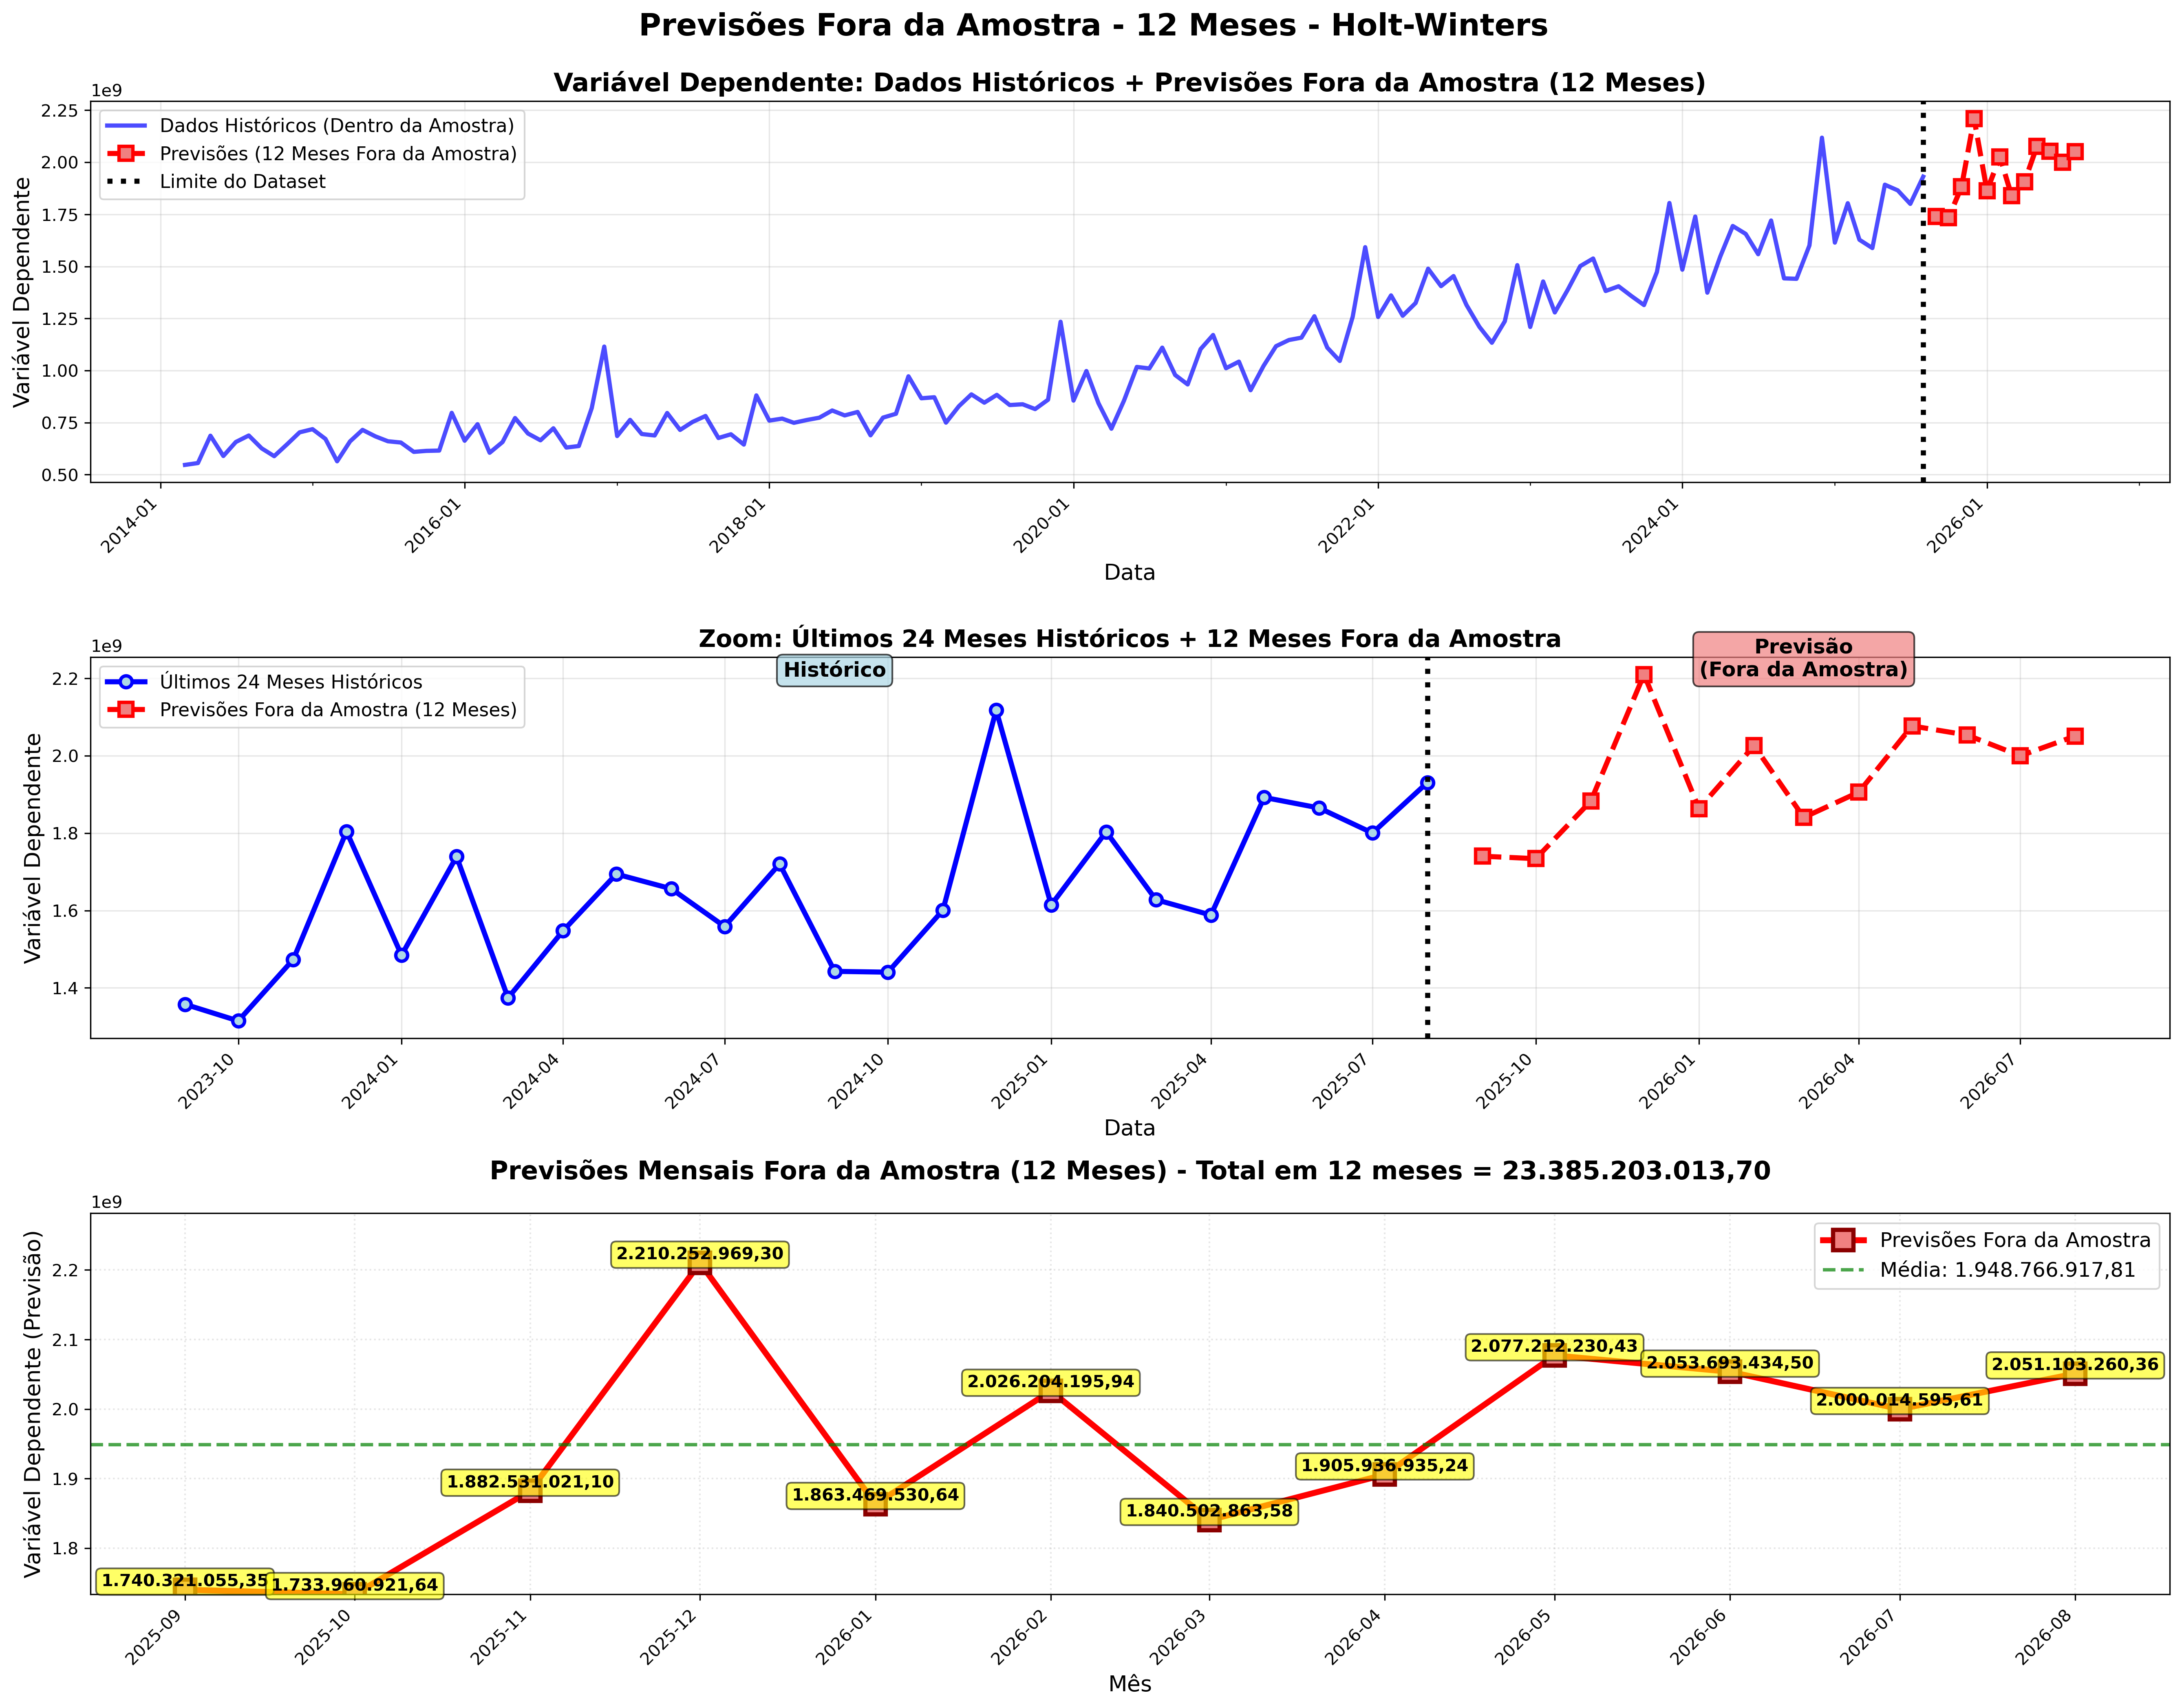 Previsões Fora da Amostra - 12 Meses - Holt-Winters
Variável Dependente: Dados Históricos + Previsões Fora da Amostra (12 Meses)
1e9
Dados Históricos (Dentro da Amostra)
Previsões (12 Meses Fora da Amostra)
Limite do Dataset
Variável Dependente
2.25
2.00
1.75
1.50
1.25
1.00
0.75
0.50
2014-01
2016-01
2018-01
2020-01
2022-01
2024-01
2026-01
Data
Zoom: Últimos 24 Meses Históricos + 12 Meses Fora da Amostra
1e9
Últimos 24 Meses Históricos
Previsões Fora da Amostra (12 Meses)
Histórico
Previsão
(Fora da Amostra)
Variável Dependente
2.2
2.0
1.8
1.6
1.4
2023-10
2024-01
2024-04
2024-07
2024-10
2025-01
2025-04
2025-07
2025-10
2026-01
2026-04
2026-07
Data
Previsões Mensais Fora da Amostra (12 Meses) - Total em 12 meses = 23.385.203.013,70
1e9
Previsões Fora da Amostra
Média: 1.948.766.917,81
Variável Dependente (Previsão)
2.2
2.1
2.0
1.9
1.8
1.740.321.055,35
1.733.960.921,64
1.882.531.021,10
2.210.252.969,30
1.863.469.530,64
2.026.204.195,94
1.840.502.863,58
1.905.936.935,24
2.077.212.230,43
2.053.693.434,50
2.000.014.595,61
2.051.103.260,36
2025-09
2025-10
2025-11
2025-12
2026-01
2026-02
2026-03
2026-04
2026-05
2026-06
2026-07
2026-08
Mês